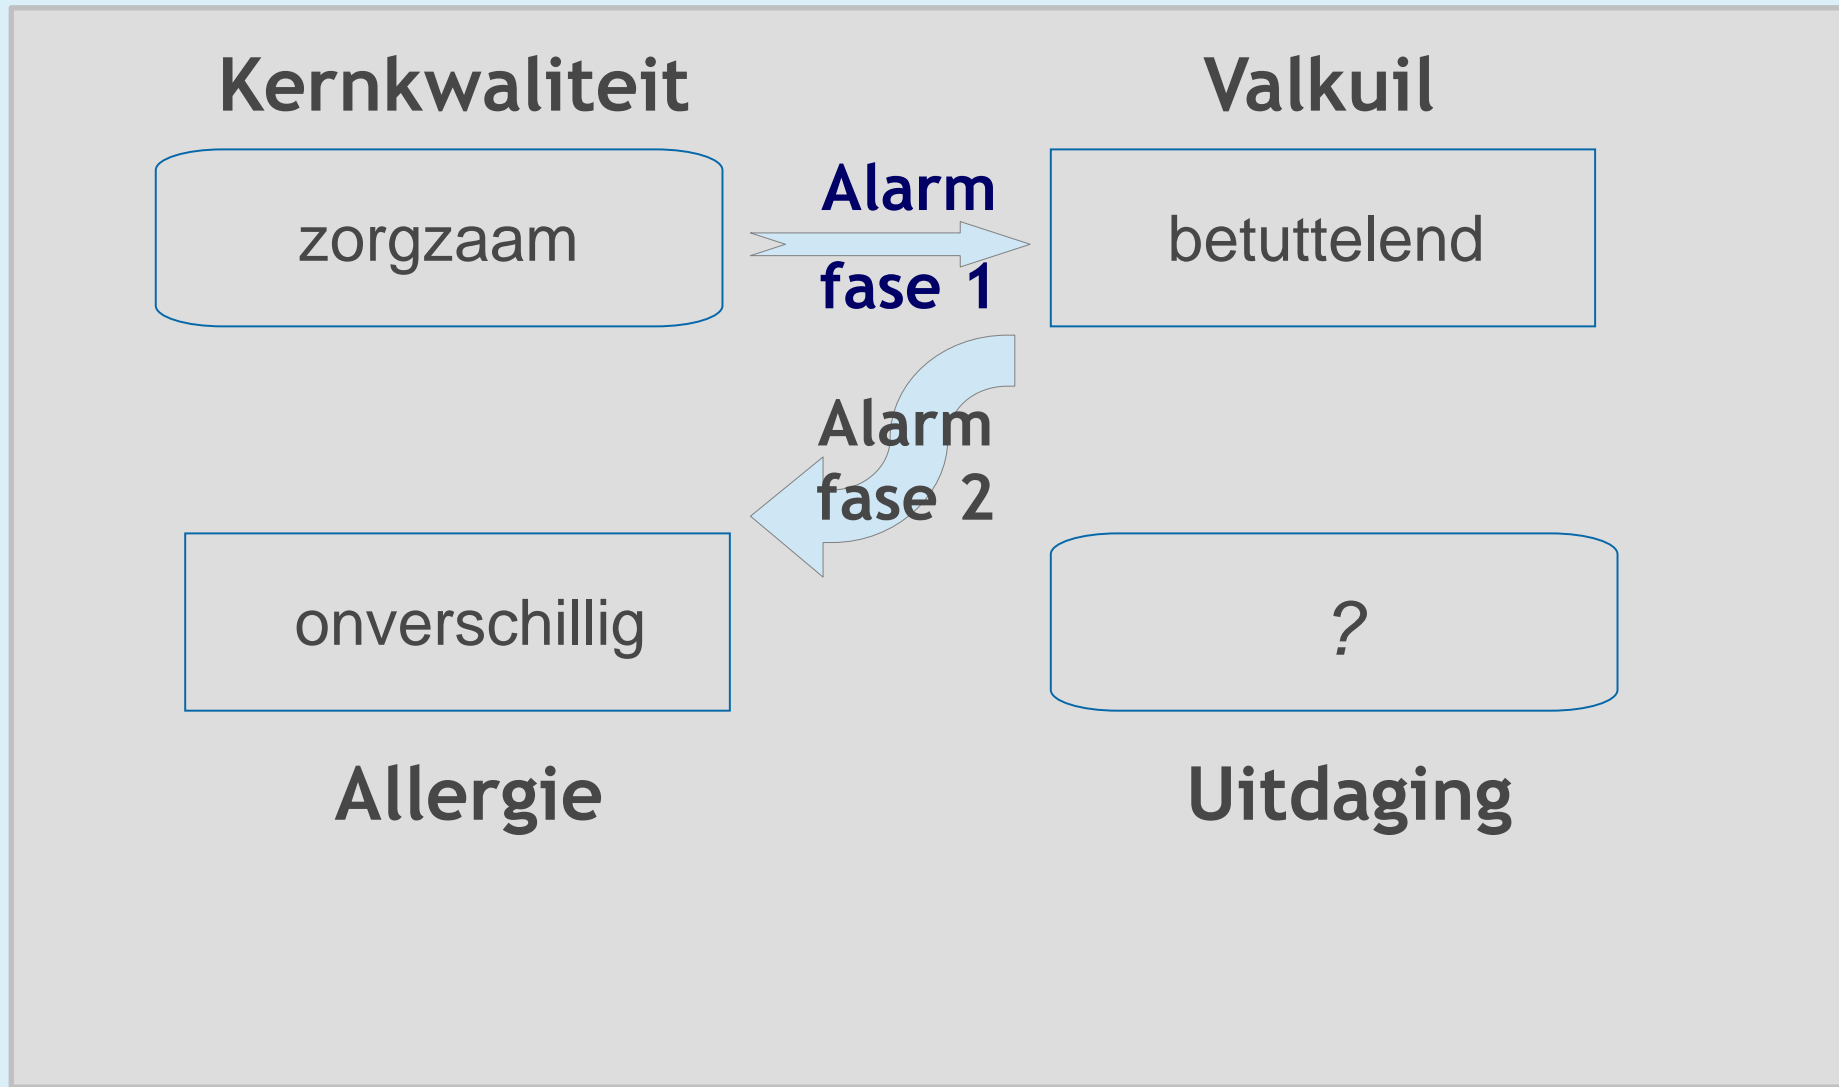 Kernkwaliteit
Valkuil
zorgzaam
Alarm
fase 1
betuttelend
Alarm
fase 2
onverschillig
?
Allergie
Uitdaging